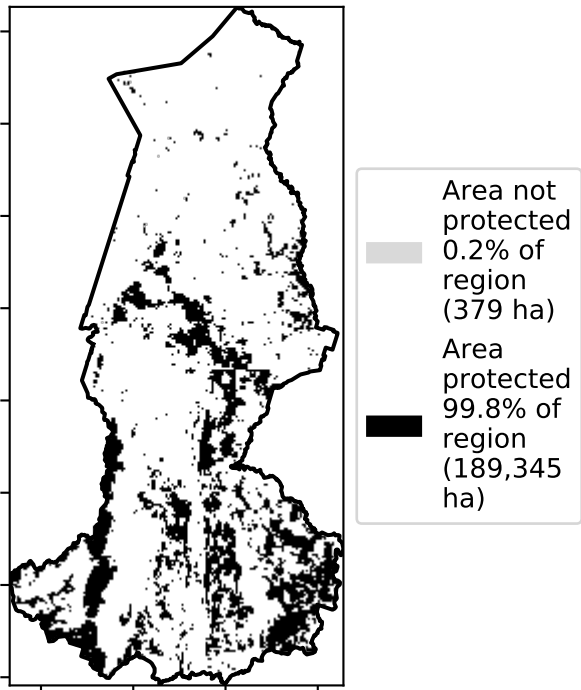 Area not
protected
0.2% of
region
(379 ha)
Area
protected
99.8% of
region
(189,345
ha)